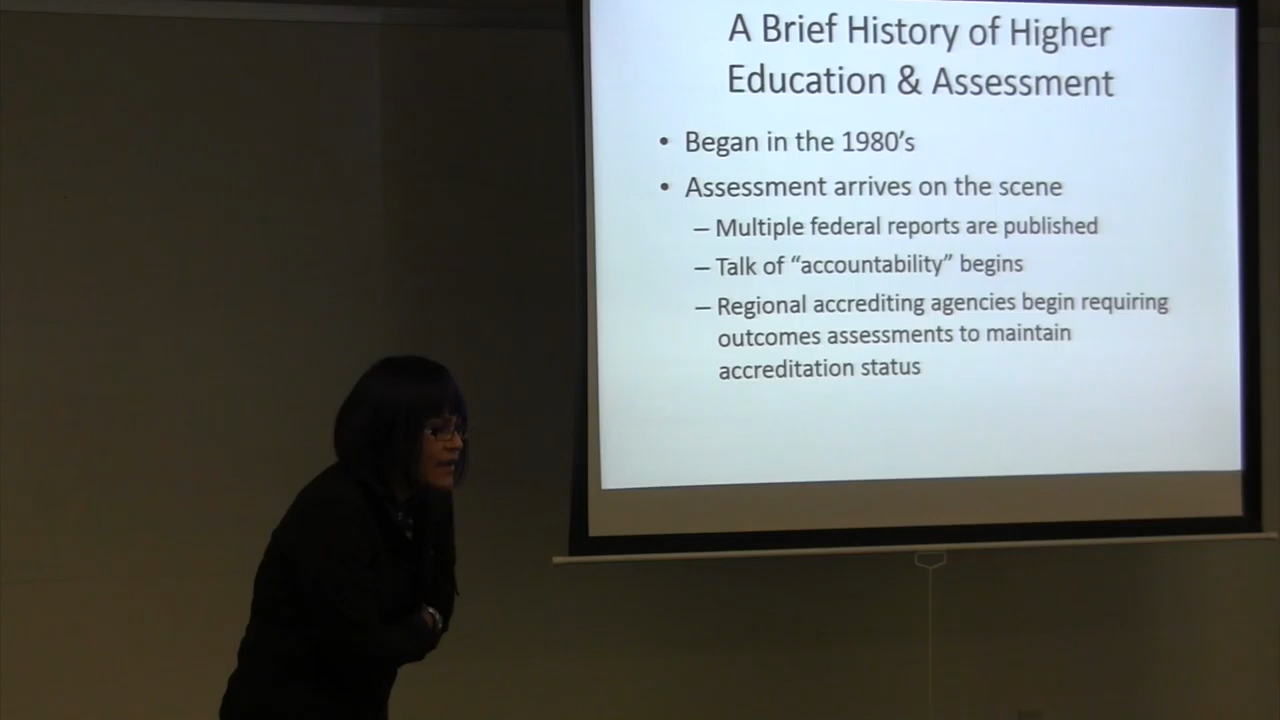 A Brief History of Higher
Education & Assessment
• Began in the 1980’s
• Assessment arrives on the scene
– Multiple federal reports are published
– Talk of “accountability” begins
– Regional accrediting agencies begin requiring
outcomes assessments to maintain
accreditation status